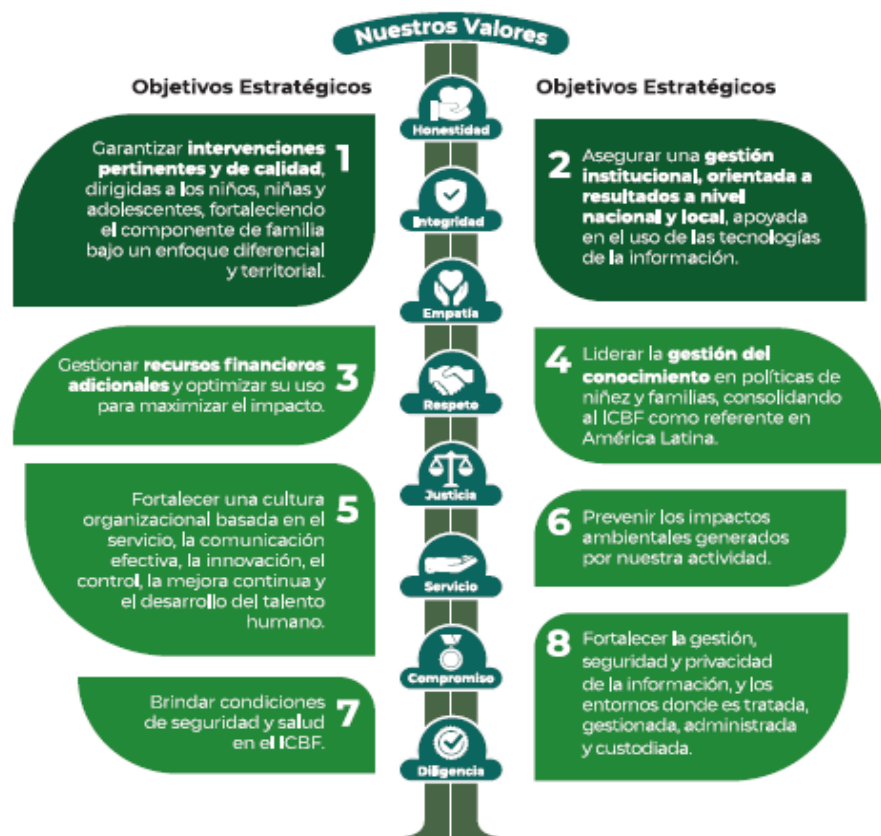 Nuestros Valores
Objetivos Estratégicos
Objetivos Estratégicos
Honestidad
Integridad
Empatía
Respeto
Justicia
Servicio
Compromiso
Diligencia
1
Garantizar intervenciones
pertinentes y de calidad,
dirigidas a los niños, niñas y
adolescentes, fortaleciendo
el componente de familia
bajo un enfoque diferencial
y territorial.
2
Asegurar una gestión
institucional, orientada a
resultados a nivel
nacional y local, apoyada
en el uso de las tecnologías
de la información.
3
Gestionar recursos financieros
adicionales y optimizar su uso
para maximizar el impacto.
4
Liderar la gestión del
conocimiento en políticas de
niñez y familias, consolidando
al ICBF como referente en
América Latina.
5
Fortalecer una cultura
organizacional basada en el
servicio, la comunicación
efectiva, la innovación, el
control, la mejora continua y
el desarrollo del talento
humano.
6
Prevenir los impactos
ambientales generados
por nuestra actividad.
7
Brindar condiciones
de seguridad y salud
en el ICBF.
8
Fortalecer la gestión,
seguridad y privacidad
de la información, y los
entornos donde es tratada,
gestionada, administrada
y custodiada.